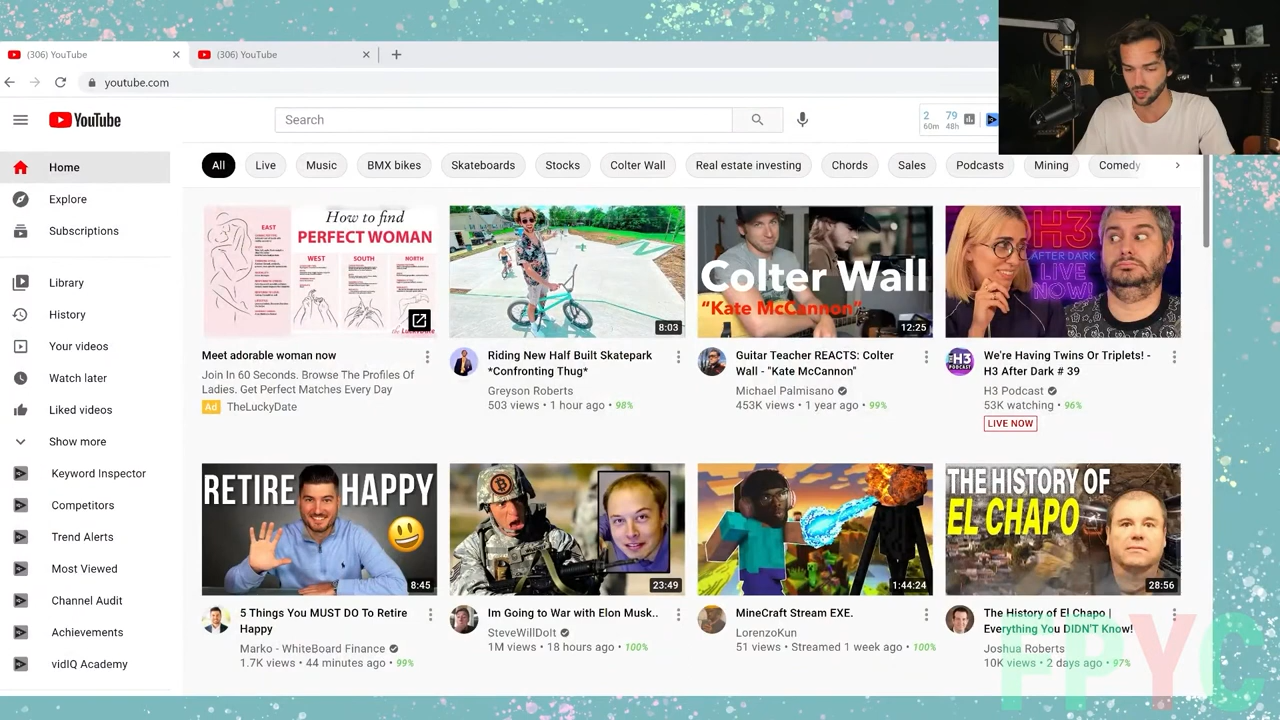 (306) YouTube
(306) YouTube
youtube.com
YouTube
Search
2
60m
79
48h
Home
Explore
Subscriptions
Library
History
Your videos
Watch later
Liked videos
Show more
Keyword Inspector
Competitors
Trend Alerts
Most Viewed
Channel Audit
Achievements
vidIQ Academy
All
Live
Music
BMX bikes
Skateboards
Stocks
Colter Wall
Real estate investing
Chords
Sales
Podcasts
Mining
Comedy
How to find
PERFECT WOMAN
EAST
WEST
SOUTH
NORTH
Meet adorable woman now
Join In 60 Seconds. Browse The Profiles Of
Ladies. Get Perfect Matches Every Day
Ad TheLuckyDate
8:03
Riding New Half Built Skatepark
*Confronting Thug*
Greyson Roberts
503 views • 1 hour ago • 98%
Colter Wall
"Kate McCannon"
12:25
Guitar Teacher REACTS: Colter
Wall - "Kate McCannon"
Michael Palmisano
453K views • 1 year ago • 99%
H3
AFTER DARK
LIVE
NOW!
We're Having Twins Or Triplets! -
H3 After Dark # 39
H3 Podcast
53K watching • 96%
LIVE NOW
RETIRE HAPPY
8:45
5 Things You MUST DO To Retire
Happy
Marko - WhiteBoard Finance
1.7K views • 44 minutes ago • 99%
23:49
Im Going to War with Elon Musk..
SteveWillDoIt
1M views • 18 hours ago • 100%
1:44:24
MineCraft Stream EXE.
LorenzoKun
51 views • Streamed 1 week ago • 100%
THE HISTORY OF
EL CHAPO
28:56
The History of El Chapo |
Everything You DIDN'T Know!
Joshua Roberts
10K views • 2 days ago • 97%
FPYC